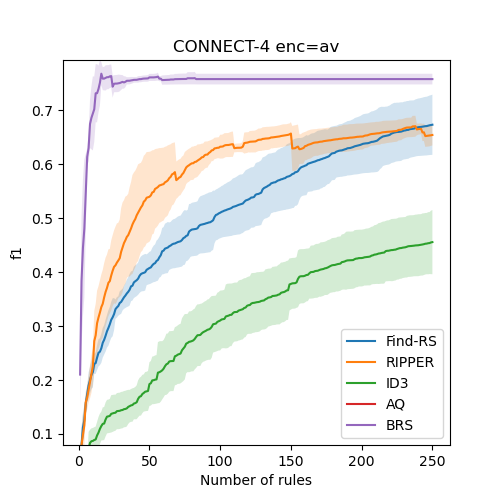 CONNECT-4 enc=av
f1
0.7
0.6
0.5
0.4
0.3
0.2
0.1
0
50
100
150
200
250
Number of rules
Find-RS
RIPPER
ID3
AQ
BRS